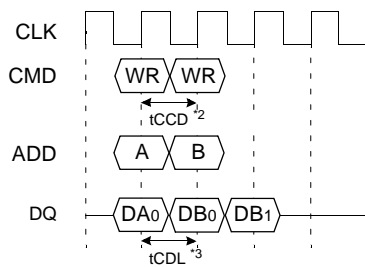 CLK
CMD WR WR
tCCD *2
ADD A B
DQ DA0 DB0 DB1
tCDL *3